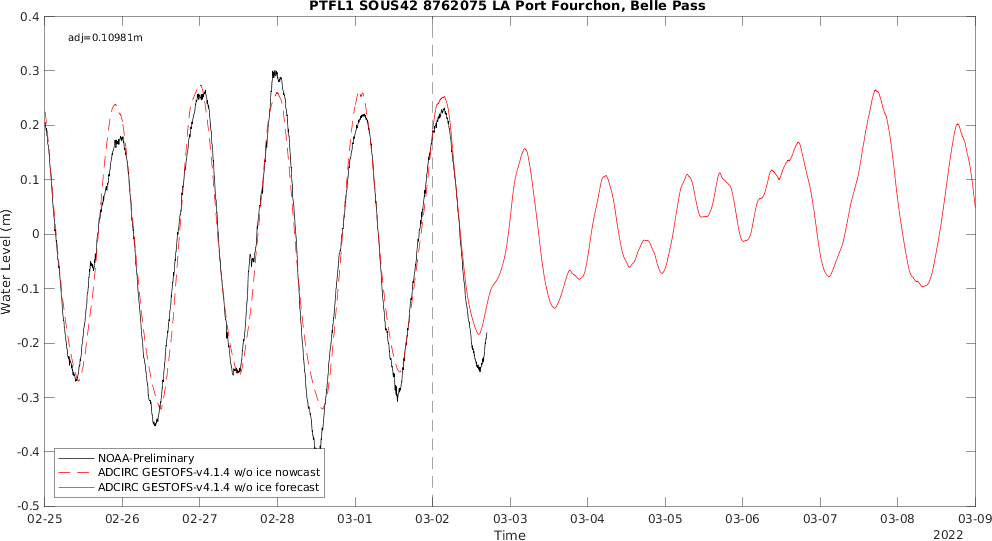 PTFL1 SOUS42 8762075 LA Port Fourchon, Belle Pass
adj=0.10981m
0.4
0.3
0.2
0.1
0
-0.1
-0.2
-0.3
-0.4
-0.5
Water Level (m)
NOAA-Preliminary
ADCIRC GESTOFS-v4.1.4 w/o ice nowcast
ADCIRC GESTOFS-v4.1.4 w/o ice forecast
02-25 02-26 02-27 02-28 03-01 03-02 03-03 03-04 03-05 03-06 03-07 03-08 03-09
Time
2022